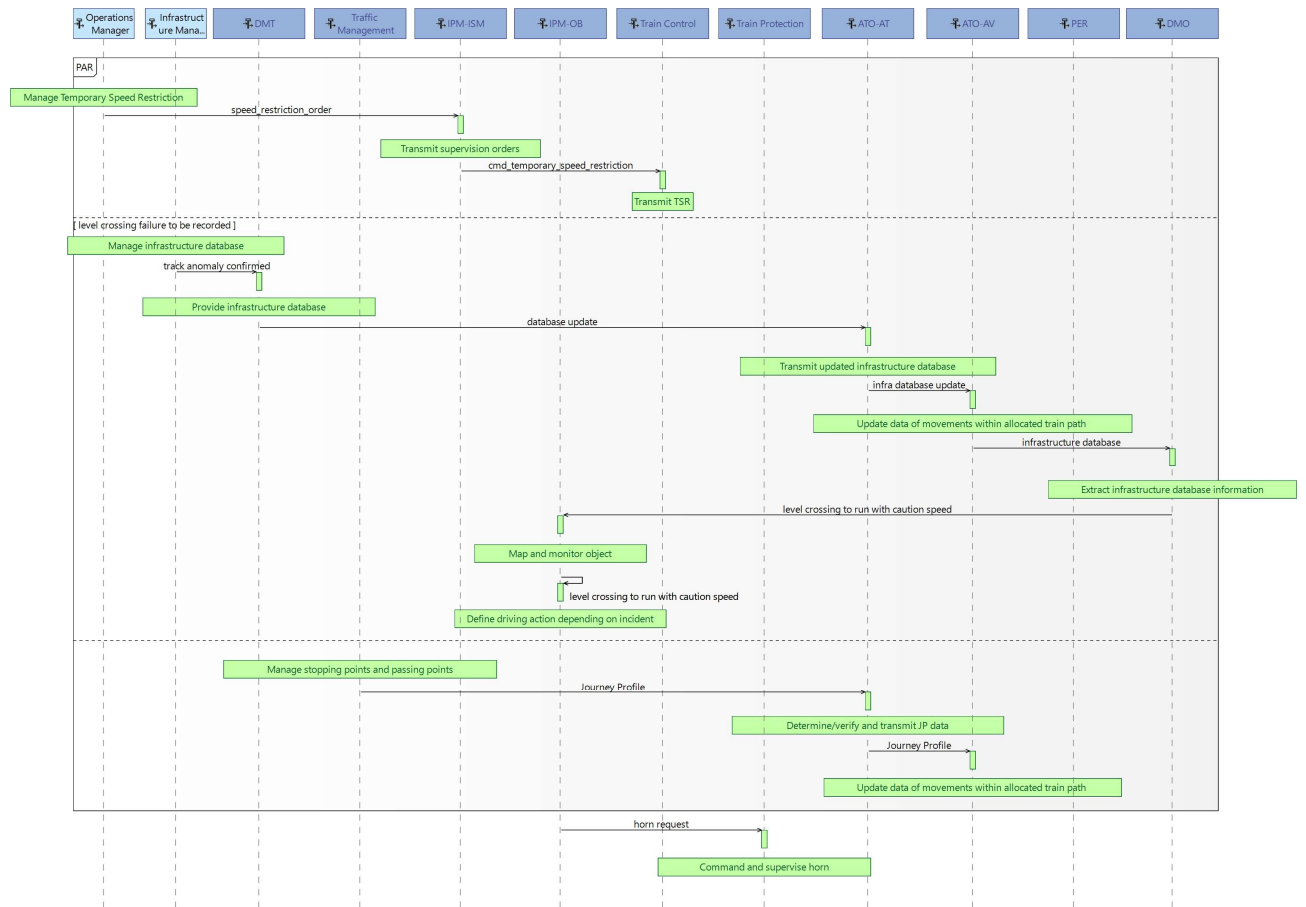 Operations
Manager
Infrastruct
ure Mana...
DMT
Traffic
Management
IPM-ISM
IPM-OB
Train Control
Train Protection
ATO-AT
ATO-AV
PER
DMO
PAR
Manage Temporary Speed Restriction
speed_restriction_order
Transmit supervision orders
cmd_temporary_speed_restriction
Transmit TSR
[ level crossing failure to be recorded ]
Manage infrastructure database
track anomaly confirmed
Provide infrastructure database
database update
Transmit updated infrastructure database
infra database update
Update data of movements within allocated train path
infrastructure database
Extract infrastructure database information
level crossing to run with caution speed
Map and monitor object
level crossing to run with caution speed
Define driving action depending on incident
Manage stopping points and passing points
Journey Profile
Determine/verify and transmit JP data
Journey Profile
Update data of movements within allocated train path
horn request
Command and supervise horn